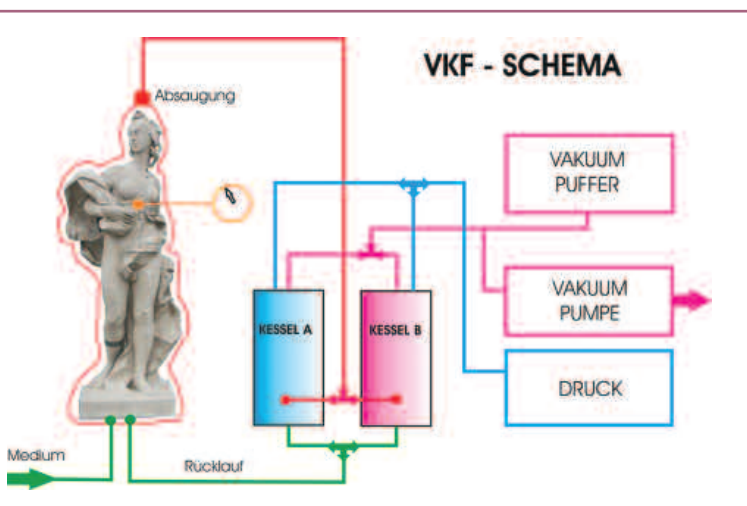 VKF - SCHEMA
Absaugung
VAKUUM
PUFFER
VAKUUM
PUMPE
KESSEL A
KESSEL B
DRUCK
Medium
Rücklauf